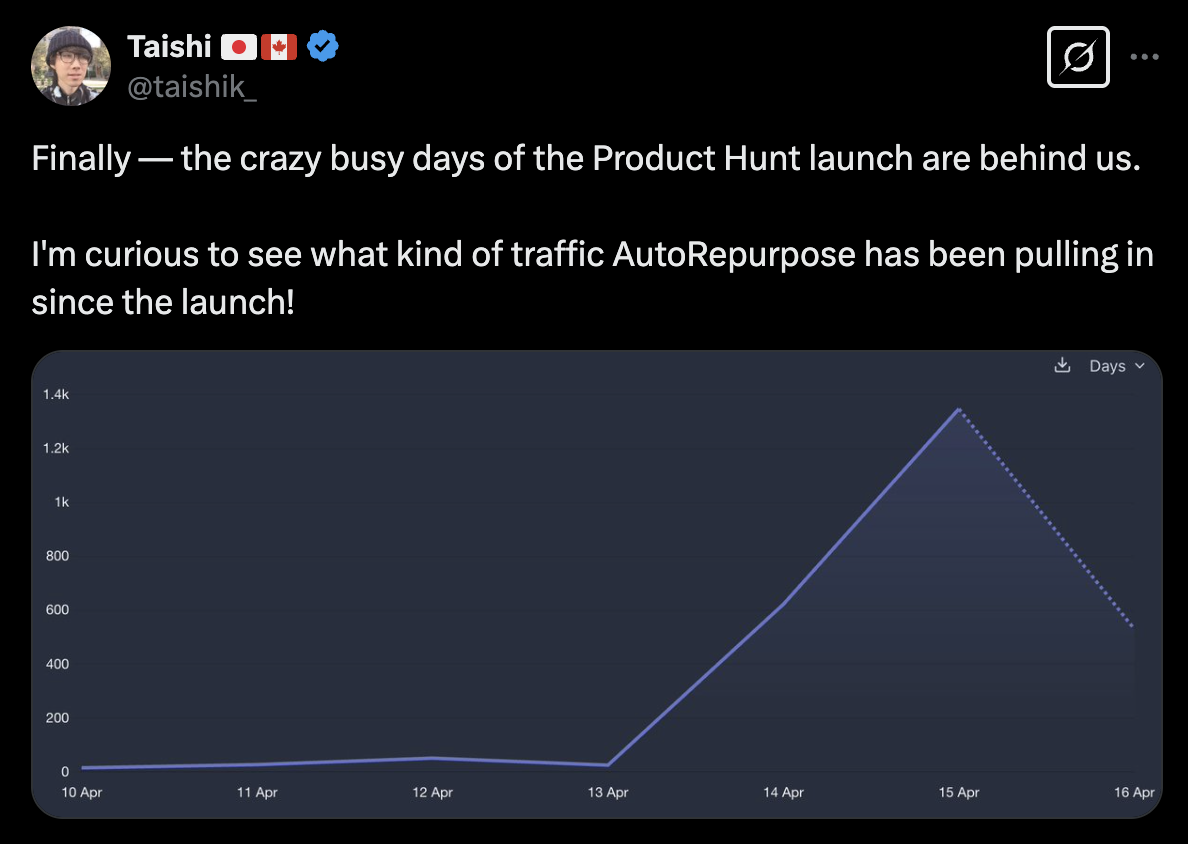 Taishi 🇯🇵🇨🇦
@taishik_
Finally — the crazy busy days of the Product Hunt launch are behind us.
I'm curious to see what kind of traffic AutoRepurpose has been pulling in
since the launch!
Days
1.4k
1.2k
1k
800
600
400
200
0
10 Apr 11 Apr 12 Apr 13 Apr 14 Apr 15 Apr 16 Apr